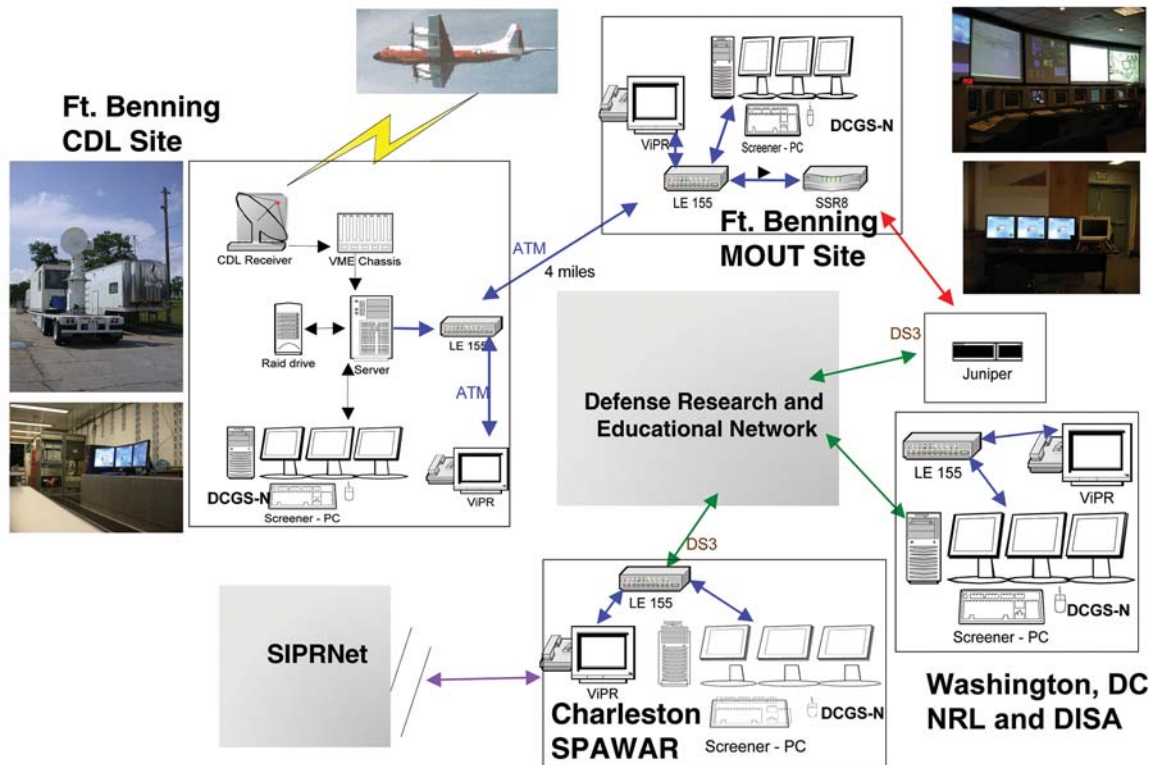 Ft. Benning
CDL Site
CDL Receiver
VME Chassis
Raid drive
Server
LE 155
ATM
ATM
4 miles
DCGS-N
Screener - PC
ViPR
ViPR
DCGS-N
Screener - PC
LE 155
SSR8
Ft. Benning
MOUT Site
DS3
Juniper
Defense Research and
Educational Network
LE 155
ViPR
DCGS-N
Screener - PC
Washington, DC
NRL and DISA
DS3
LE 155
ViPR
DCGS-N
Screener - PC
Charleston
SPAWAR
SIPRNet